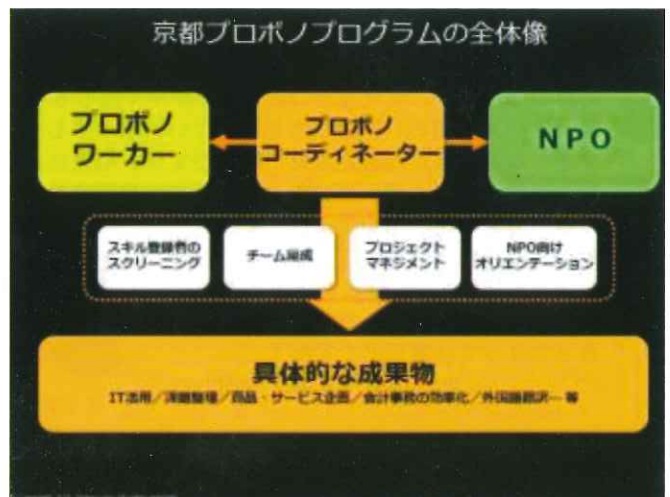 京都プロボノプログラムの全体像
プロボノ
ワーカー
プロボノ
コーディネーター
NPO
スキル登録者の
スクリーニング
チーム編成
プロジェクト
マネジメント
NPO向け
オリエンテーション
具体的な成果物
IT活用／課題整理／商品・サービス企画／会計事務の効率化／外国語翻訳…等